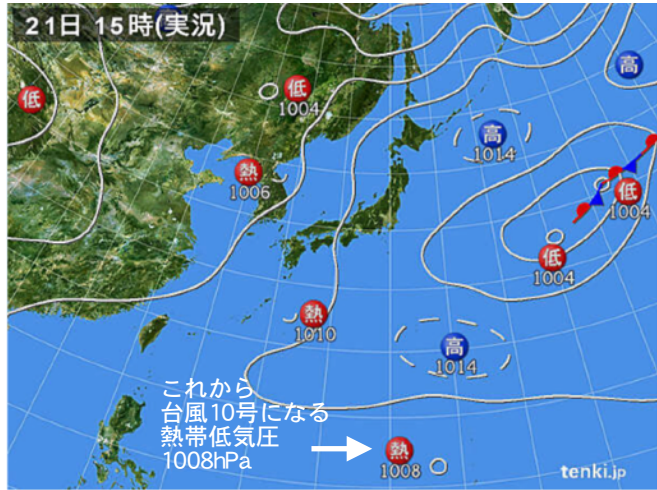 21日 15時(実況)
低
高
低
1004
高
1014
熱
1006
低
1004
低
1004
熱
1010
高
1014
これから
台風10号になる
熱帯低気圧
1008hPa
熱
1008
tenki.jp